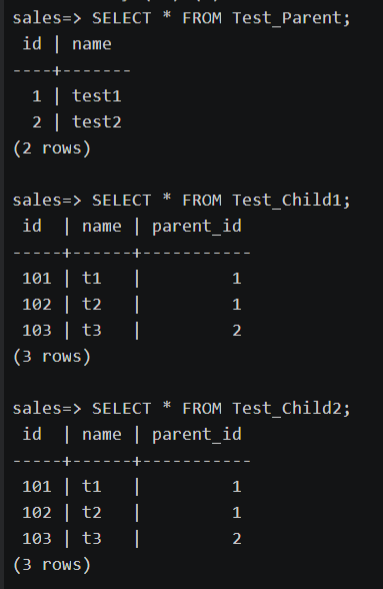 sales=> SELECT * FROM Test_Parent;
 id | name
----+-------
  1 | test1
  2 | test2
(2 rows)

sales=> SELECT * FROM Test_Child1;
 id  | name | parent_id
-----+------+-----------
 101 | t1   |         1
 102 | t2   |         1
 103 | t3   |         2
(3 rows)

sales=> SELECT * FROM Test_Child2;
 id  | name | parent_id
-----+------+-----------
 101 | t1   |         1
 102 | t2   |         1
 103 | t3   |         2
(3 rows)